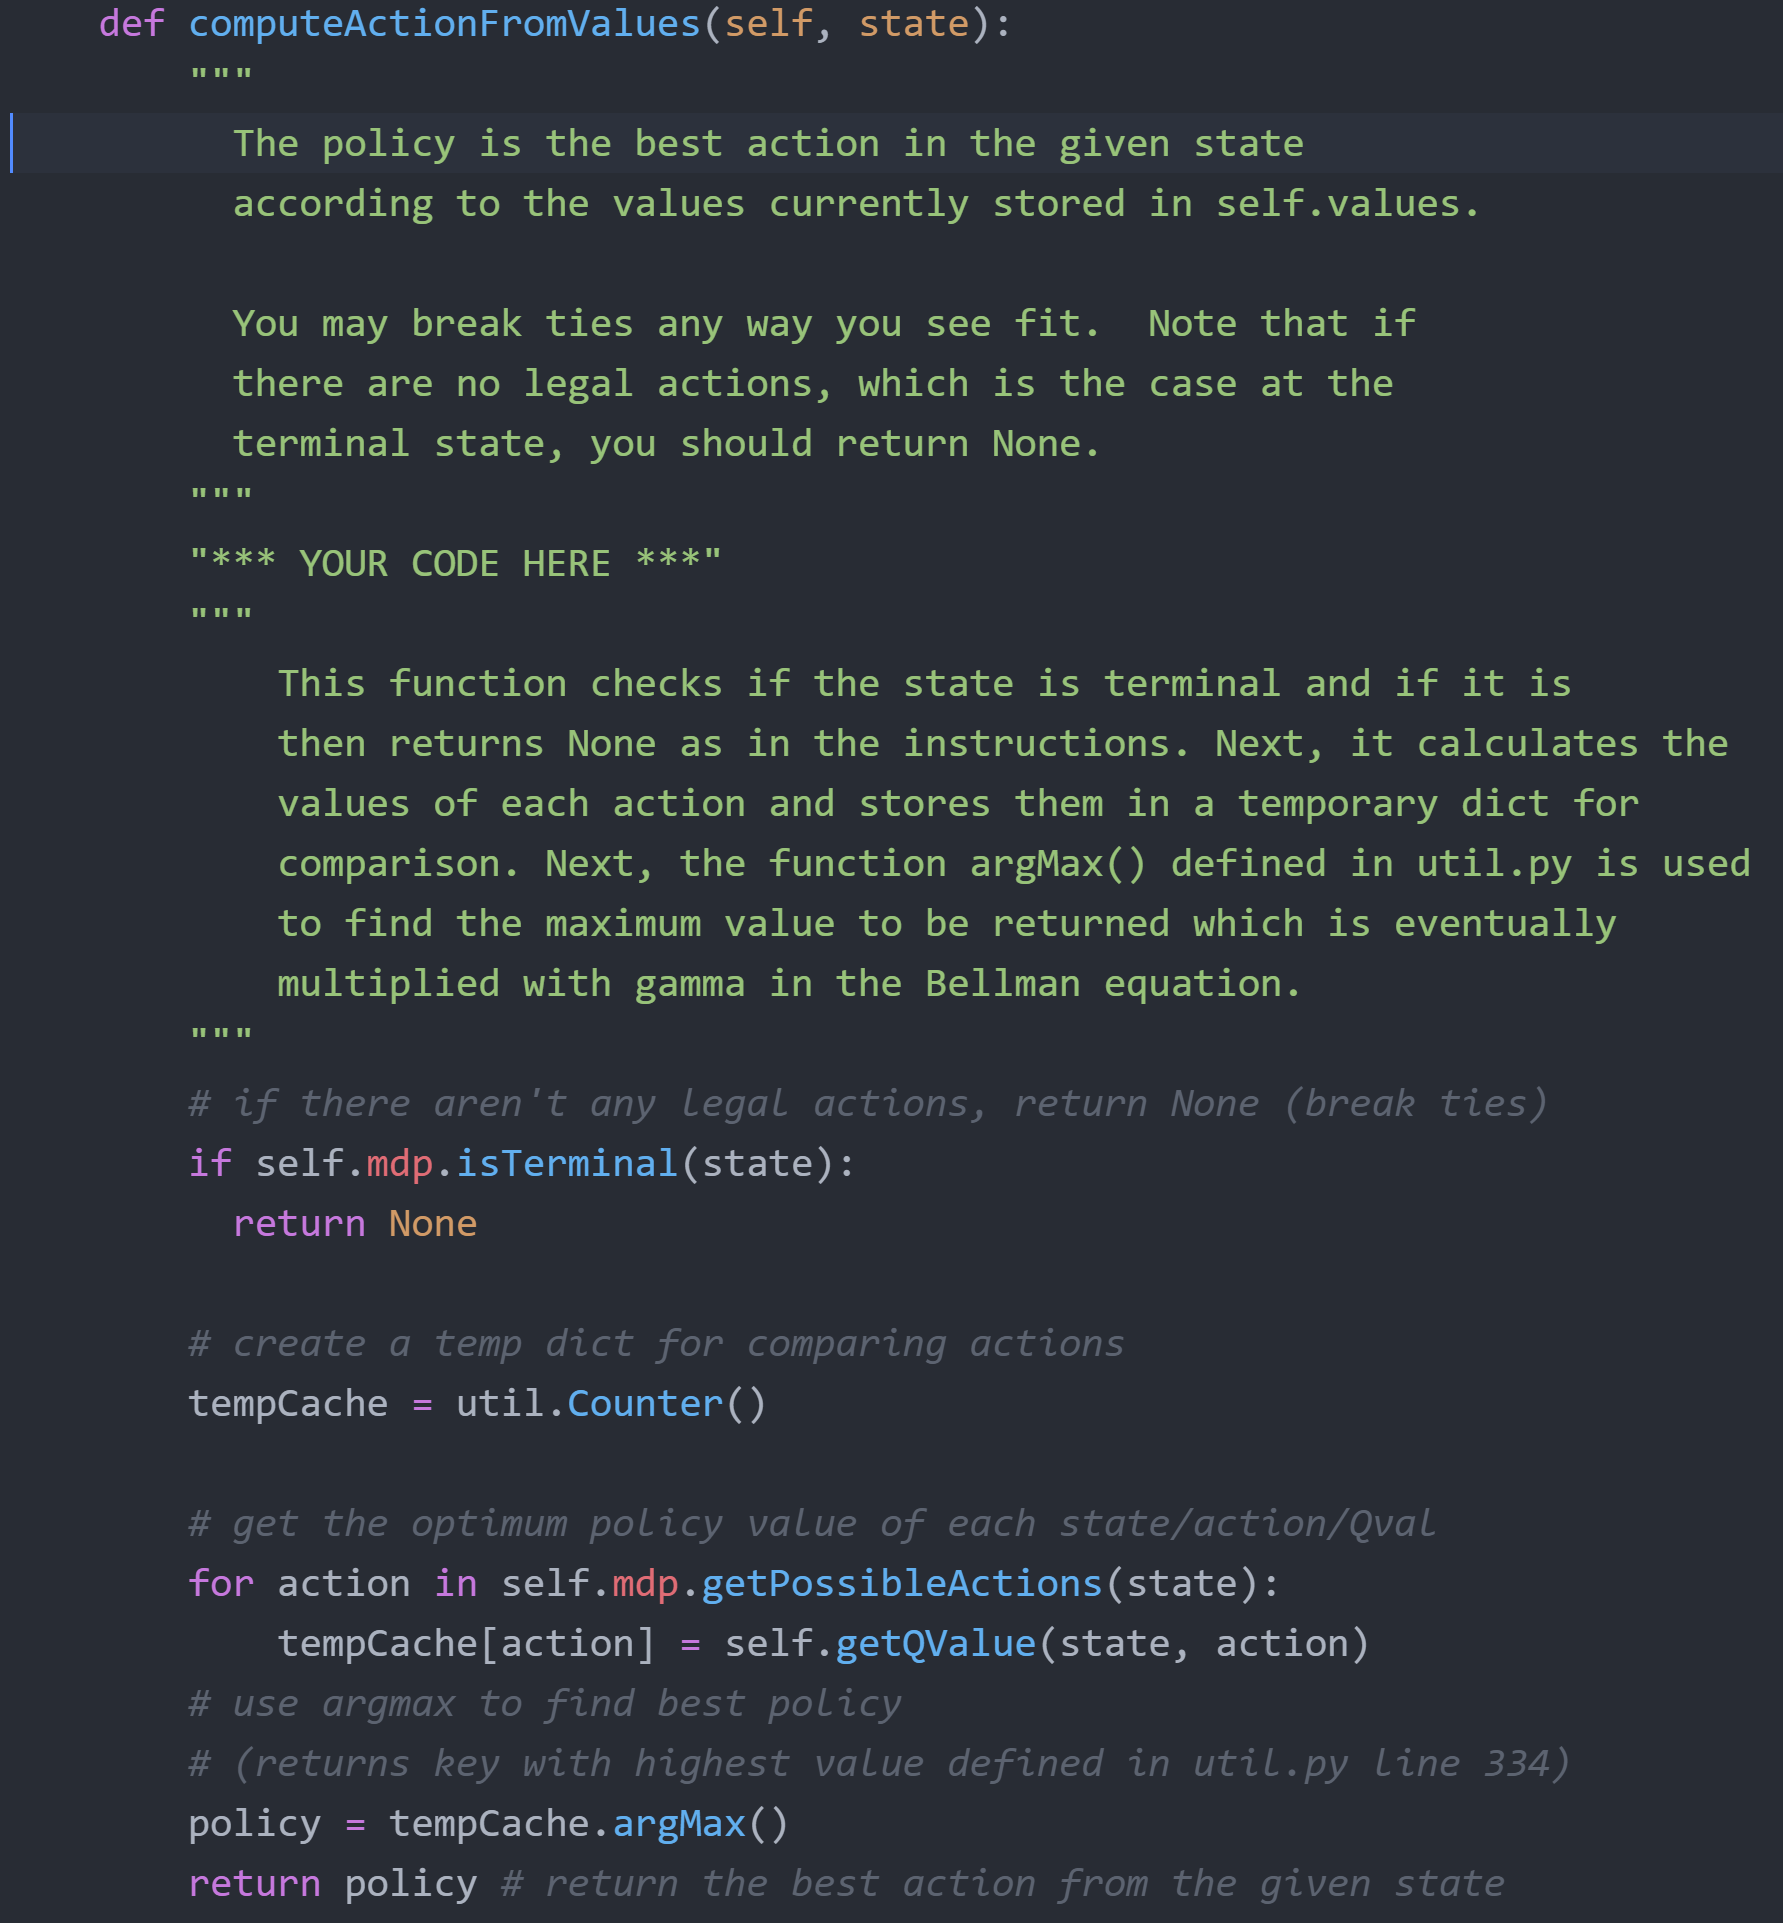 def computeActionFromValues(self, state):
"""
The policy is the best action in the given state
according to the values currently stored in self.values.
You may break ties any way you see fit.  Note that if
there are no legal actions, which is the case at the
terminal state, you should return None.
"""
"*** YOUR CODE HERE ***"
"""
This function checks if the state is terminal and if it is
then returns None as in the instructions. Next, it calculates the
values of each action and stores them in a temporary dict for
comparison. Next, the function argMax() defined in util.py is used
to find the maximum value to be returned which is eventually
multiplied with gamma in the Bellman equation.
"""
# if there aren't any legal actions, return None (break ties)
if self.mdp.isTerminal(state):
return None
# create a temp dict for comparing actions
tempCache = util.Counter()
# get the optimum policy value of each state/action/Qval
for action in self.mdp.getPossibleActions(state):
tempCache[action] = self.getQValue(state, action)
# use argmax to find best policy
# (returns key with highest value defined in util.py line 334)
policy = tempCache.argMax()
return policy # return the best action from the given state